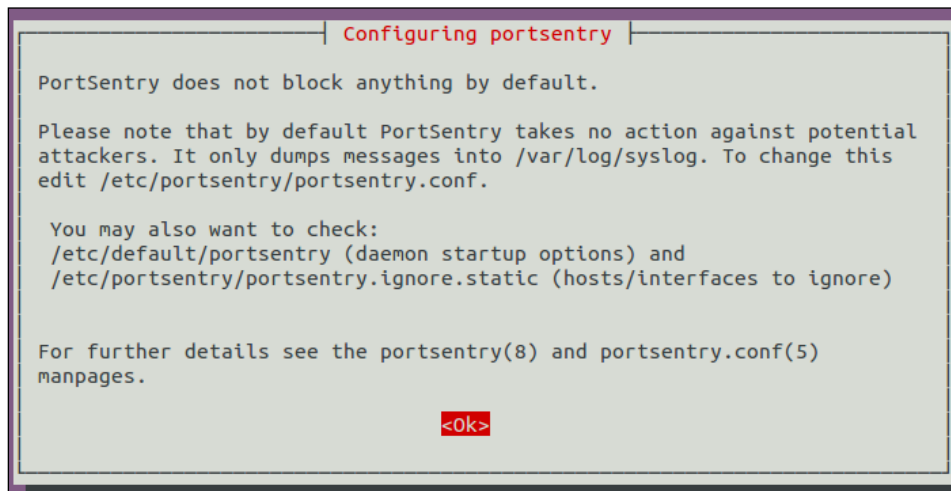 Configuring portsentry
PortSentry does not block anything by default.
Please note that by default PortSentry takes no action against potential
attackers. It only dumps messages into /var/log/syslog. To change this
edit /etc/portsentry/portsentry.conf.
You may also want to check:
/etc/default/portsentry (daemon startup options) and
/etc/portsentry/portsentry.ignore.static (hosts/interfaces to ignore)
For further details see the portsentry(8) and portsentry.conf(5)
manpages.
<Ok>